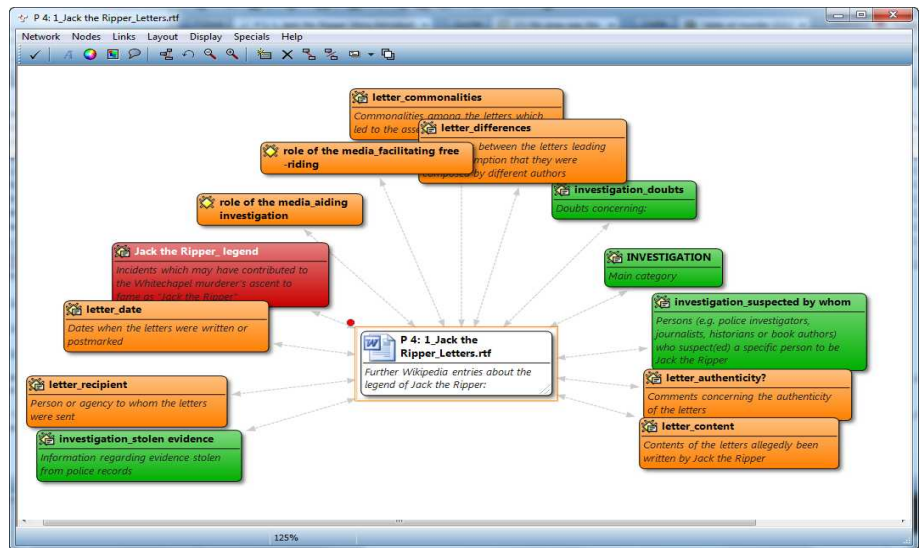 P 4: 1_Jack the Ripper_Letters.rtf
Network Nodes Links Layout Display Specials Help
letter_commonalities
Commonalities among the letters which
led to the
letter_differences
between the letters leading
that they were
by different authors
role of the media_facilitating free
-riding
role of the media_aiding
investigation
investigation_doubts
Doubts concerning:
Jack the Ripper_ legend
Incidents which may have contributed to
the Whitechapel murderer's ascent to
fame as "Jack the Ripper"
INVESTIGATION
Main category
letter_date
Dates when the letters were written or
postmarked
investigation_suspected by whom
Persons (e.g. police investigators,
journalists, historians or book authors)
who suspect(ed) a specific person to be
Jack the Ripper
P 4: 1_Jack the
Ripper_Letters.rtf
Further Wikipedia entries about the
legend of Jack the Ripper:
letter_recipient
Person or agency to whom the letters
were sent
letter_authenticity?
Comments concerning the authenticity
of the letters
investigation_stolen evidence
Information regarding evidence stolen
from police records
letter_content
Contents of the letters allegedly been
written by Jack the Ripper
125%